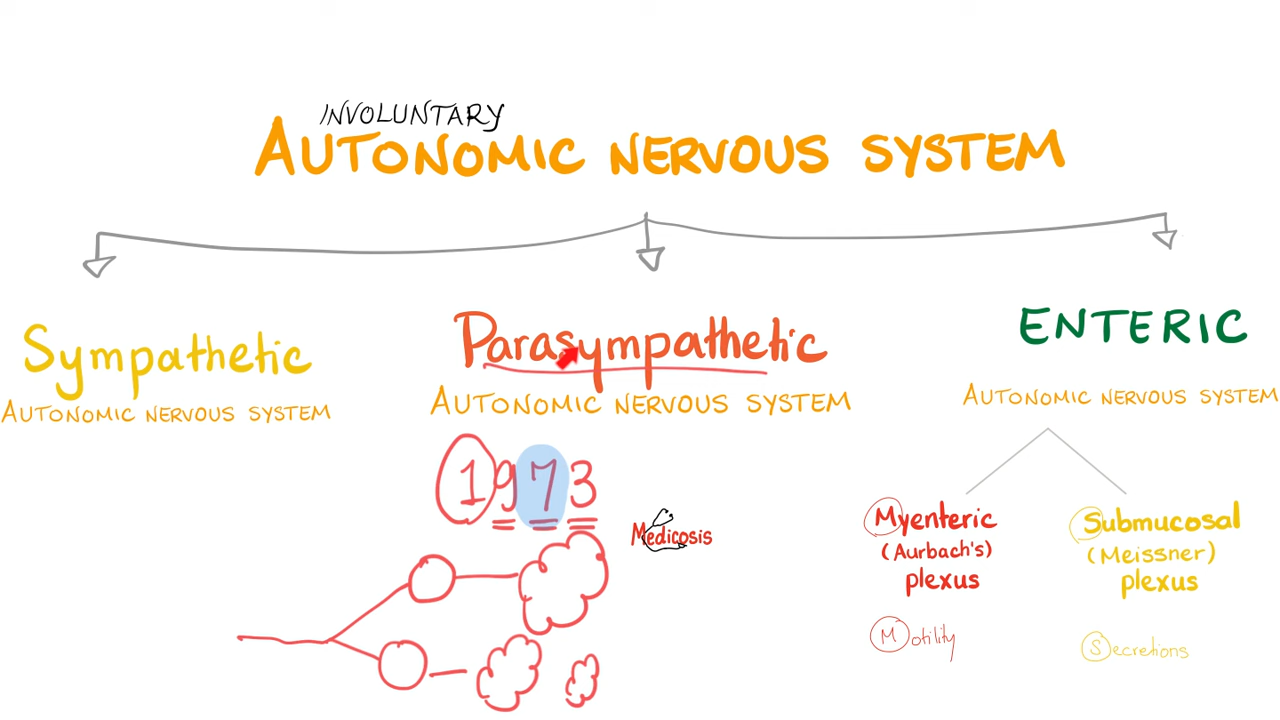 INVOLUNTARY
AUTONOMIC NERVOUS SYSTEM
Sympathetic
AUTONOMIC NERVOUS SYSTEM
Parasympathetic
AUTONOMIC NERVOUS SYSTEM
1973
Medicosis
ENTERIC
AUTONOMIC NERVOUS SYSTEM
Myenteric
(Aurbach's)
plexus
Motility
Submucosal
(Meissner)
plexus
Secretions